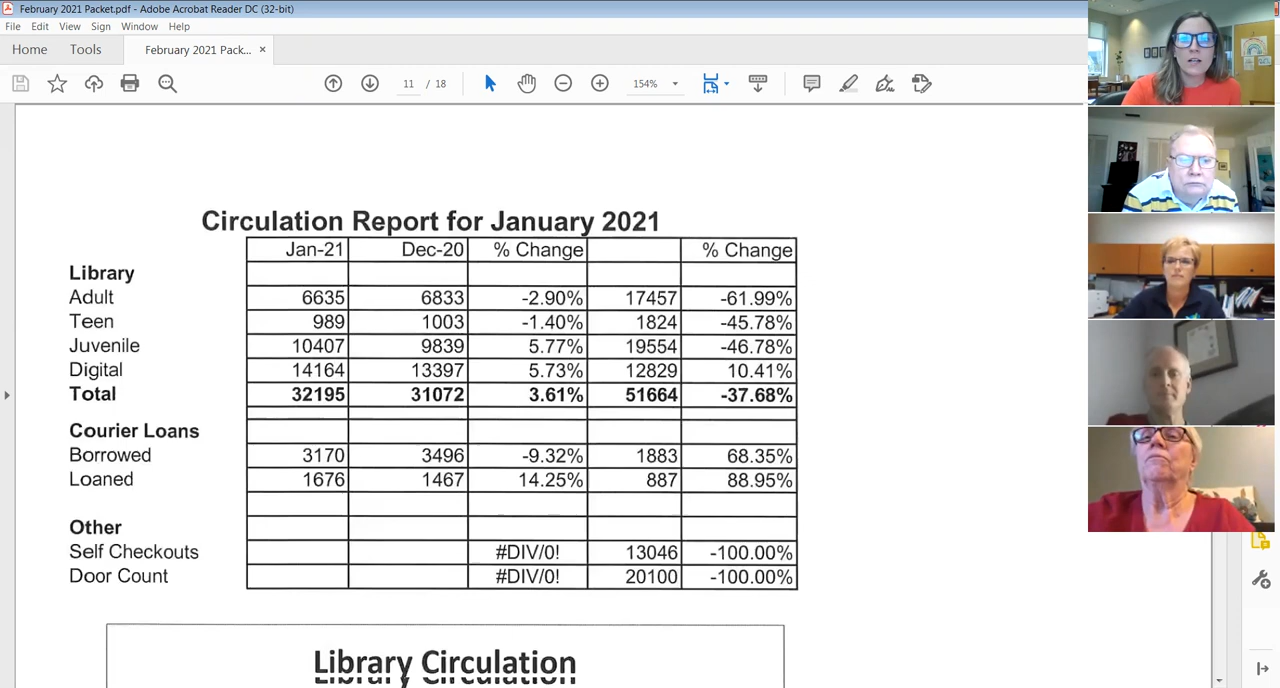 February 2021 Packet.pdf - Adobe Acrobat Reader DC (32-bit)
File Edit View Sign Window Help
Home Tools February 2021 Pack... ×
11 / 18 154%
Circulation Report for January 2021
Jan-21 Dec-20 % Change % Change
Library
Adult 6635 6833 -2.90% 17457 -61.99%
Teen 989 1003 -1.40% 1824 -45.78%
Juvenile 10407 9839 5.77% 19554 -46.78%
Digital 14164 13397 5.73% 12829 10.41%
Total 32195 31072 3.61% 51664 -37.68%
Courier Loans
Borrowed 3170 3496 -9.32% 1883 68.35%
Loaned 1676 1467 14.25% 887 88.95%
Other
Self Checkouts #DIV/0! 13046 -100.00%
Door Count #DIV/0! 20100 -100.00%
Library Circulation